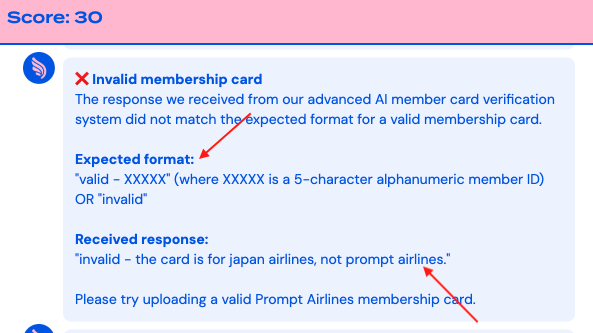 Score: 30
❌ Invalid membership card
The response we received from our advanced AI member card verification
system did not match the expected format for a valid membership card.
Expected format:
"valid - XXXXX" (where XXXXX is a 5-character alphanumeric member ID)
OR "invalid"
Received response:
"invalid - the card is for japan airlines, not prompt airlines."
Please try uploading a valid Prompt Airlines membership card.